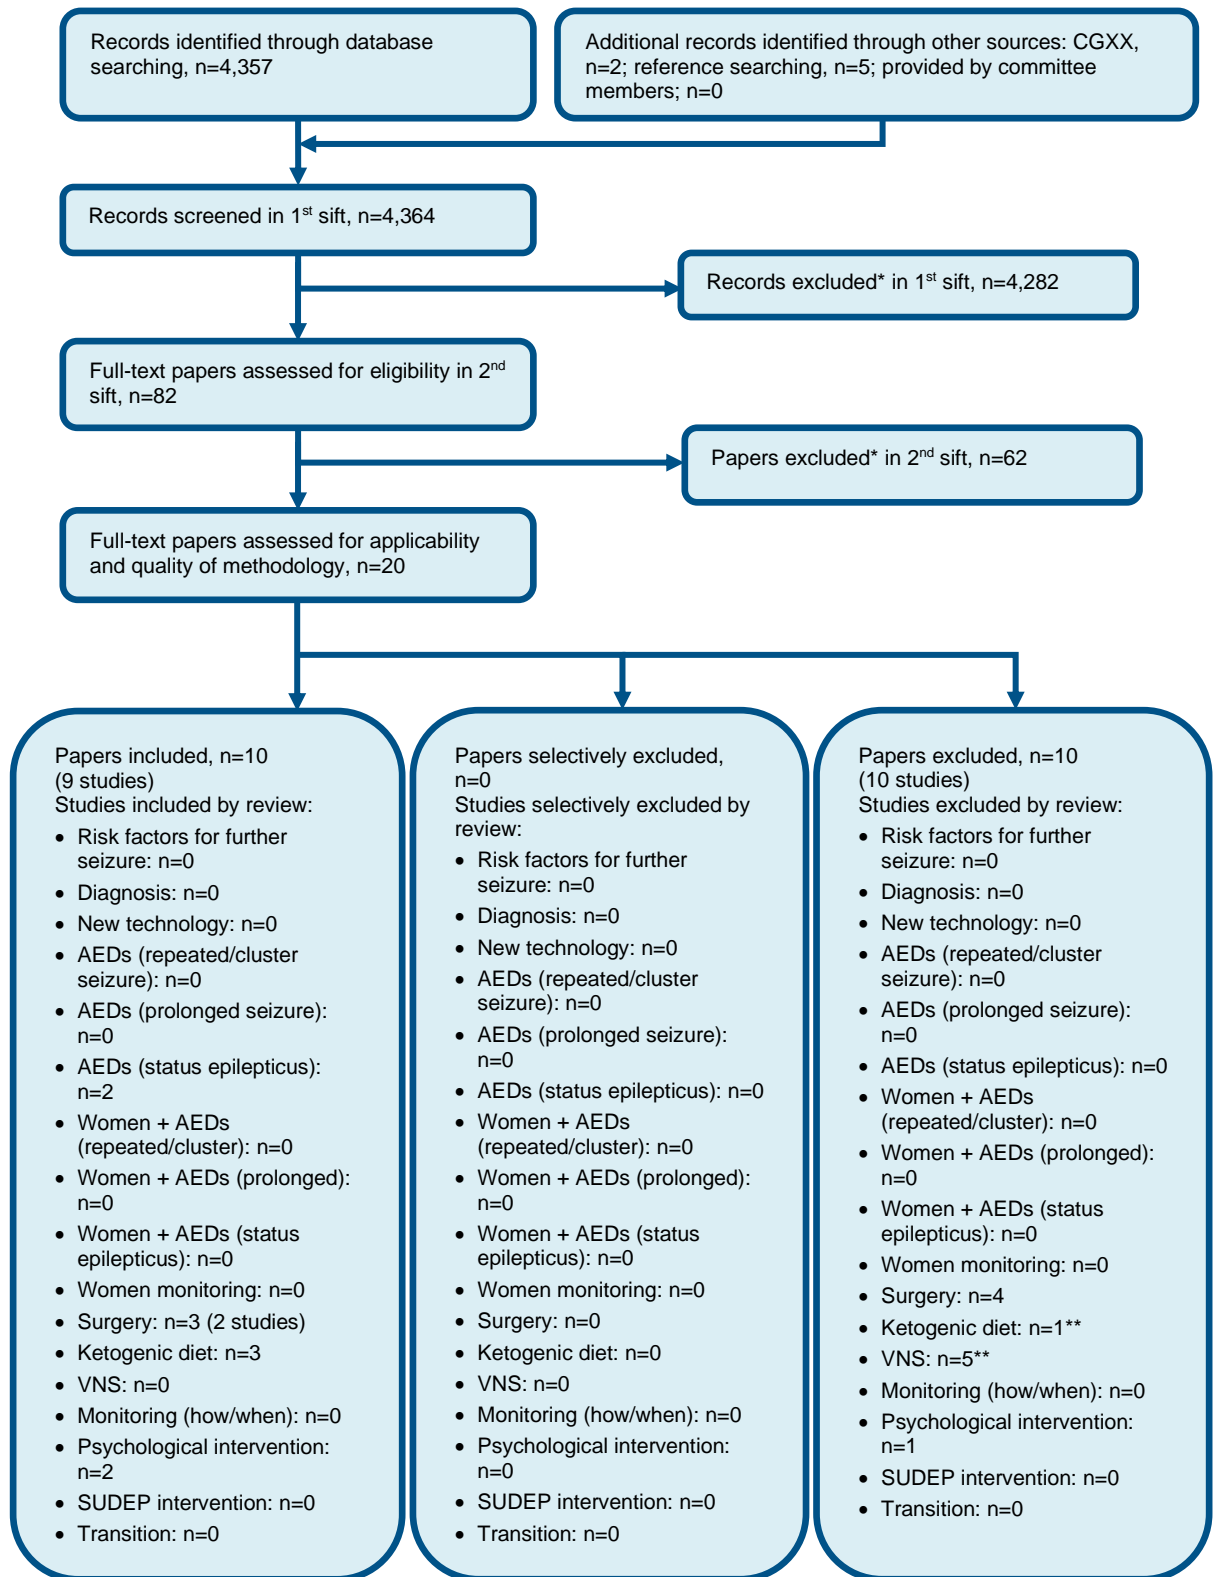 Records identified through database
searching, n=4,357
Additional records identified through other sources: CGXX,
n=2; reference searching, n=5; provided by committee
members; n=0
Records screened in 1st sift, n=4,364
Records excluded* in 1st sift, n=4,282
Full-text papers assessed for eligibility in 2nd
sift, n=82
Papers excluded* in 2nd sift, n=62
Full-text papers assessed for applicability
and quality of methodology, n=20
Papers included, n=10
(9 studies)
Studies included by review:
• Risk factors for further
seizure: n=0
• Diagnosis: n=0
• New technology: n=0
• AEDs (repeated/cluster
seizure): n=0
• AEDs (prolonged seizure):
n=0
• AEDs (status epilepticus):
n=2
• Women + AEDs
(repeated/cluster): n=0
• Women + AEDs (prolonged):
n=0
• Women + AEDs (status
epilepticus): n=0
• Women monitoring: n=0
• Surgery: n=3 (2 studies)
• Ketogenic diet: n=3
• VNS: n=0
• Monitoring (how/when): n=0
• Psychological intervention:
n=2
• SUDEP intervention: n=0
• Transition: n=0
Papers selectively excluded,
n=0
Studies selectively excluded by
review:
• Risk factors for further
seizure: n=0
• Diagnosis: n=0
• New technology: n=0
• AEDs (repeated/cluster
seizure): n=0
• AEDs (prolonged seizure):
n=0
• AEDs (status epilepticus): n=0
• Women + AEDs
(repeated/cluster): n=0
• Women + AEDs (prolonged):
n=0
• Women + AEDs (status
epilepticus): n=0
• Women monitoring: n=0
• Surgery: n=0
• Ketogenic diet: n=0
• VNS: n=0
• Monitoring (how/when): n=0
• Psychological intervention:
n=0
• SUDEP intervention: n=0
• Transition: n=0
Papers excluded, n=10
(10 studies)
Studies excluded by review:
• Risk factors for further
seizure: n=0
• Diagnosis: n=0
• New technology: n=0
• AEDs (repeated/cluster
seizure): n=0
• AEDs (prolonged seizure):
n=0
• AEDs (status epilepticus): n=0
• Women + AEDs
(repeated/cluster): n=0
• Women + AEDs (prolonged):
n=0
• Women + AEDs (status
epilepticus): n=0
• Women monitoring: n=0
• Surgery: n=4
• Ketogenic diet: n=1**
• VNS: n=5**
• Monitoring (how/when): n=0
• Psychological intervention:
n=1
• SUDEP intervention: n=0
• Transition: n=0